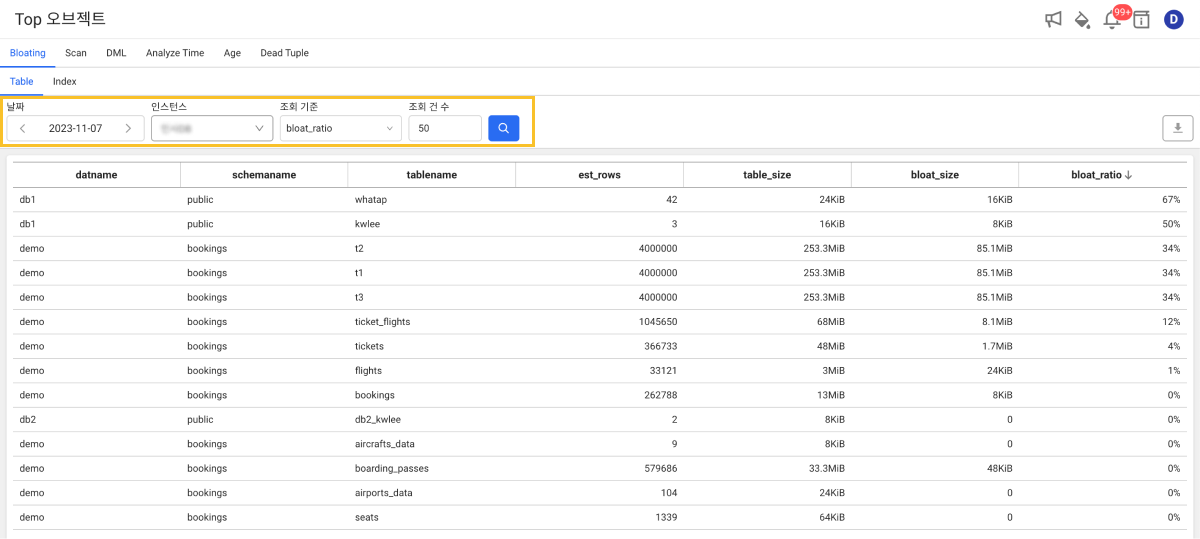 Top 오브젝트
99+
D
Bloating Scan DML Analyze Time Age Dead Tuple
Table Index
날짜 인스턴스 조회 기준 조회 건 수
2023-11-07 bloat_ratio 50
datname schemaname tablename est_rows table_size bloat_size bloat_ratio ↓
db1 public whatap 42 24KiB 16KiB 67%
db1 public kwlee 3 16KiB 8KiB 50%
demo bookings t2 4000000 253.3MiB 85.1MiB 34%
demo bookings t1 4000000 253.3MiB 85.1MiB 34%
demo bookings t3 4000000 253.3MiB 85.1MiB 34%
demo bookings ticket_flights 1045650 68MiB 8.1MiB 12%
demo bookings tickets 366733 48MiB 1.7MiB 4%
demo bookings flights 33121 3MiB 24KiB 1%
demo bookings bookings 262788 13MiB 8KiB 0%
db2 public db2_kwlee 2 8KiB 0 0%
demo bookings aircrafts_data 9 8KiB 0 0%
demo bookings boarding_passes 579686 33.3MiB 48KiB 0%
demo bookings airports_data 104 24KiB 0 0%
demo bookings seats 1339 64KiB 0 0%